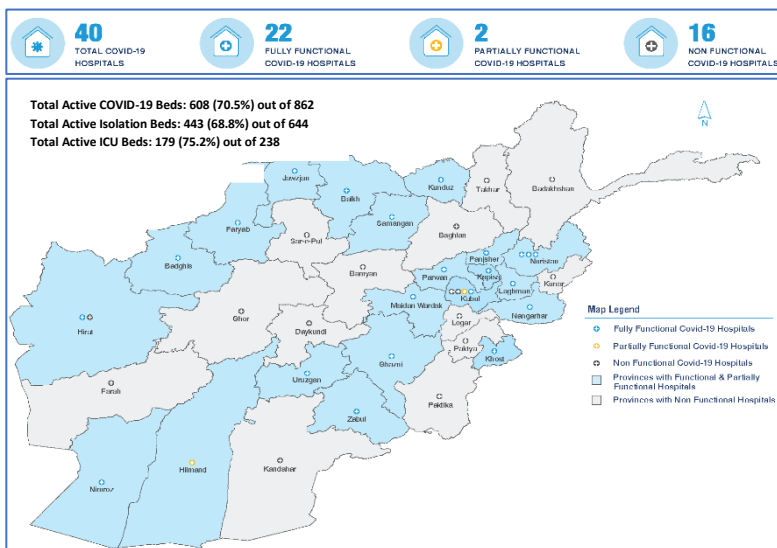 40
TOTAL COVID-19
HOSPITALS
22
FULLY FUNCTIONAL
COVID-19 HOSPITALS
2
PARTIALLY FUNCTIONAL
COVID-19 HOSPITALS
16
NON FUNCTIONAL
COVID-19 HOSPITALS
Total Active COVID-19 Beds: 608 (70.5%) out of 862
Total Active Isolation Beds: 443 (68.8%) out of 644
Total Active ICU Beds: 179 (75.2%) out of 238
N
Jawzjan
Balkh
Kunduz
Takhar
Badakhshan
Faryab
Samangan
Sar-e-Pul
Baghlan
Badghis
Panjsher
Nuristan
Bamyan
Parwan
Kapisa
Kunar
Laghman
Kabul
Maidan Wardak
Nangarhar
Hirat
Ghor
Daykundi
Logar
Paktya
Khost
Ghazni
Uruzgan
Farah
Paktika
Zabul
Hilmand
Kandahar
Nimroz
Map Legend
Fully Functional Covid-19 Hospitals
Partially Functional Covid-19 Hospitals
Non Functional Covid-19 Hospitals
Provinces with Functional & Partially
Functional Hospitals
Provinces with Non Functional Hospitals